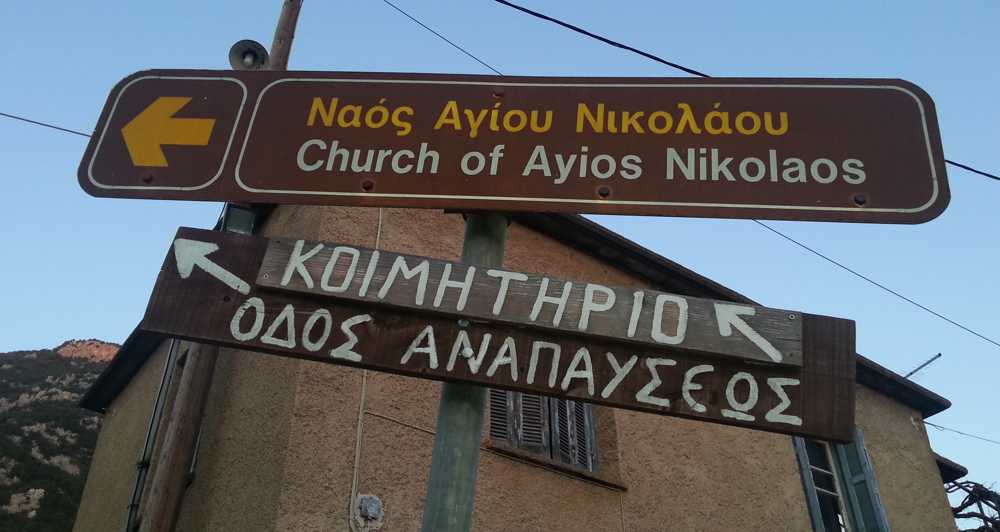 Ναός Αγίου Νικολάου
Church of Ayios Nikolaos
ΚΟΙΜΗΤΗΡΙΟ
ΟΔΟΣ ΑΝΑΠΑΥΣΕΩΣ